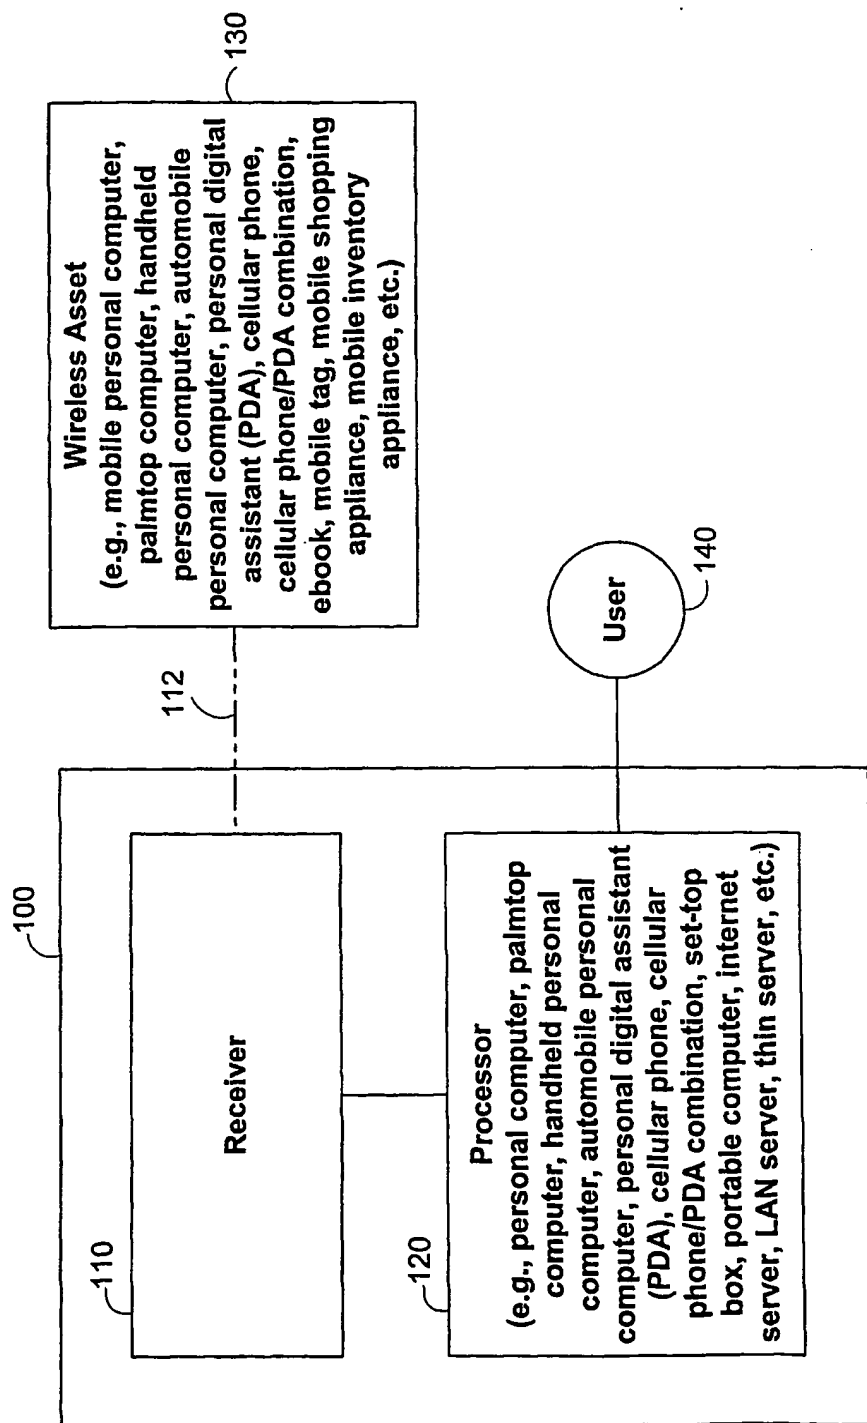 100
110
Receiver
112
Wireless Asset
(e.g., mobile personal computer,
palmtop computer, handheld
personal computer, automobile
personal computer, personal digital
assistant (PDA), cellular phone,
cellular phone/PDA combination,
ebook, mobile tag, mobile shopping
appliance, mobile inventory
appliance, etc.)
130
120
Processor
(e.g., personal computer, palmtop
computer, handheld personal
computer, automobile personal
computer, personal digital assistant
(PDA), cellular phone, cellular
phone/PDA combination, set-top
box, portable computer, internet
server, LAN server, thin server, etc.)
User
140